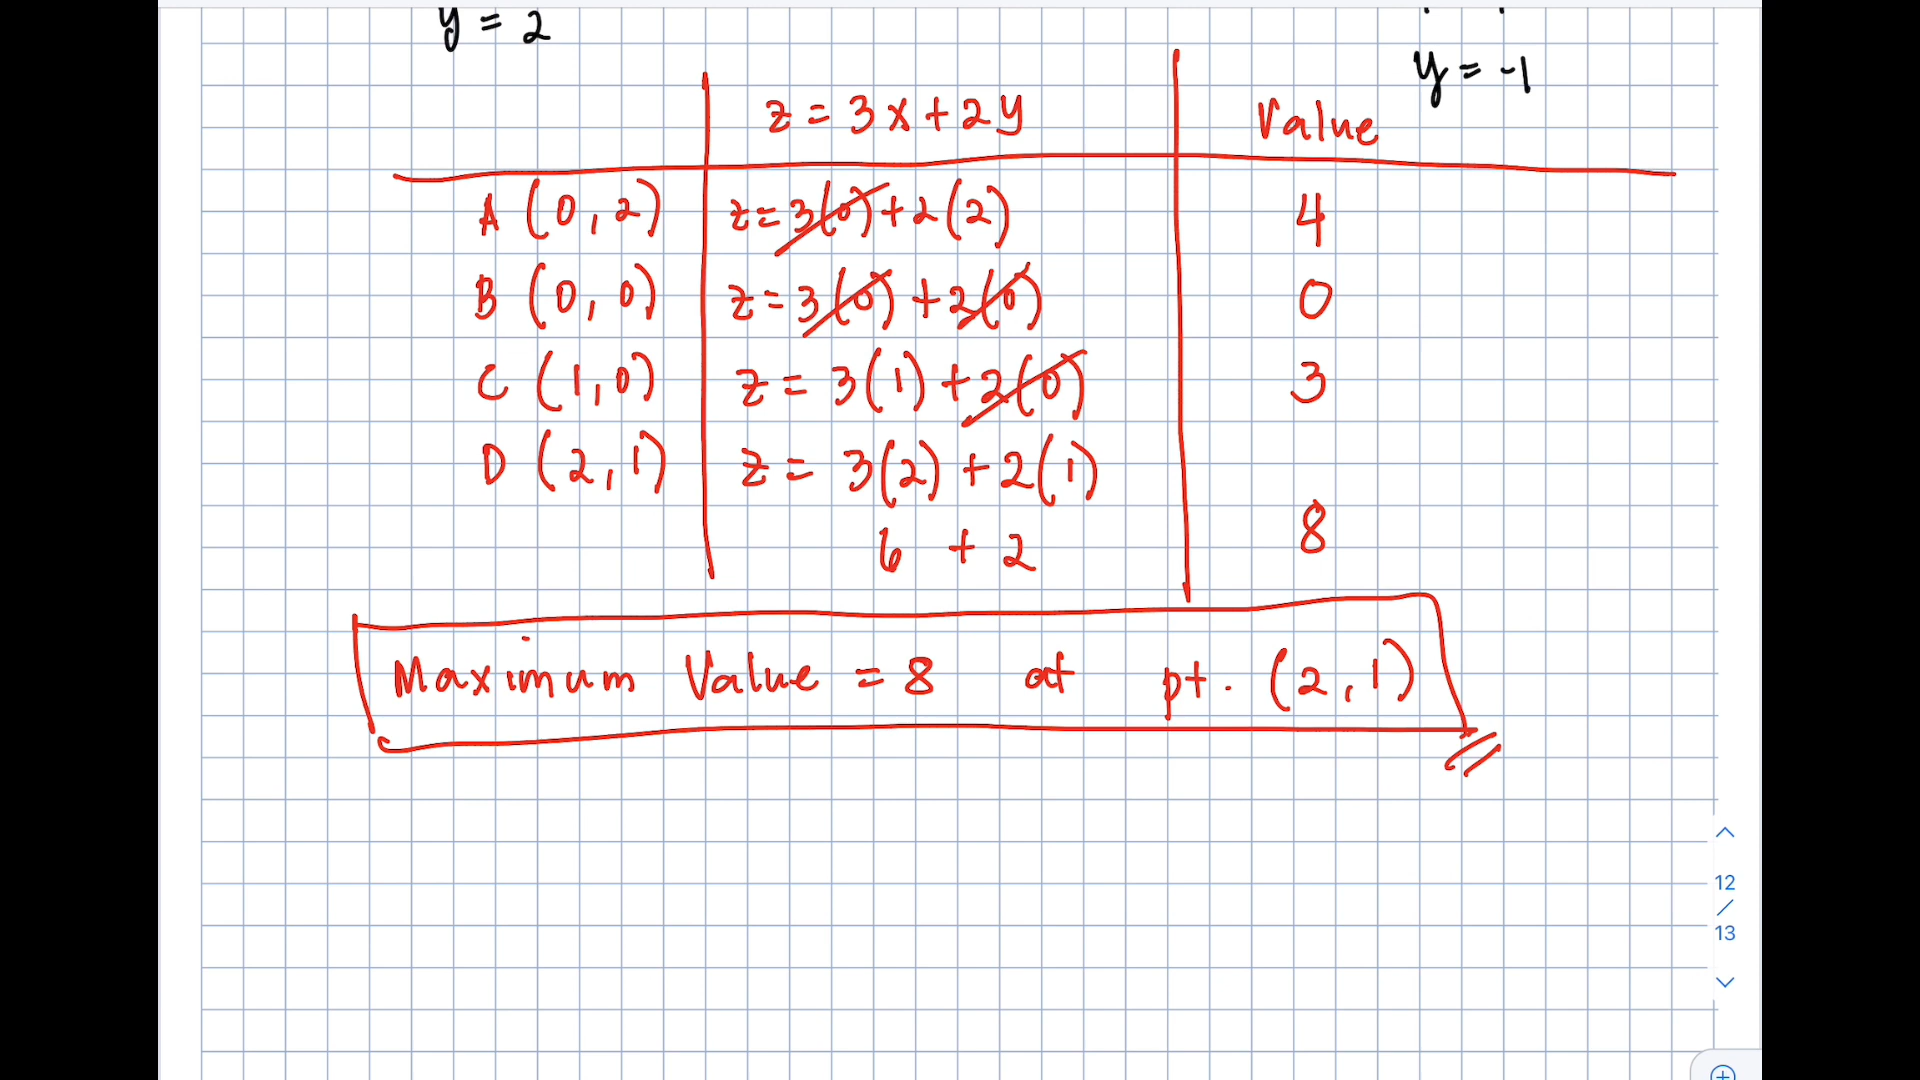 y = 2
y = -1
z = 3x + 2y Value
A (0, 2) z = 3(0) + 2(2) 4
B (0, 0) z = 3(0) + 2(0) 0
C (1, 0) z = 3(1) + 2(0) 3
D (2, 1) z = 3(2) + 2(1)
6 + 2 8
Maximum Value = 8 at pt. (2, 1)
12
/
13